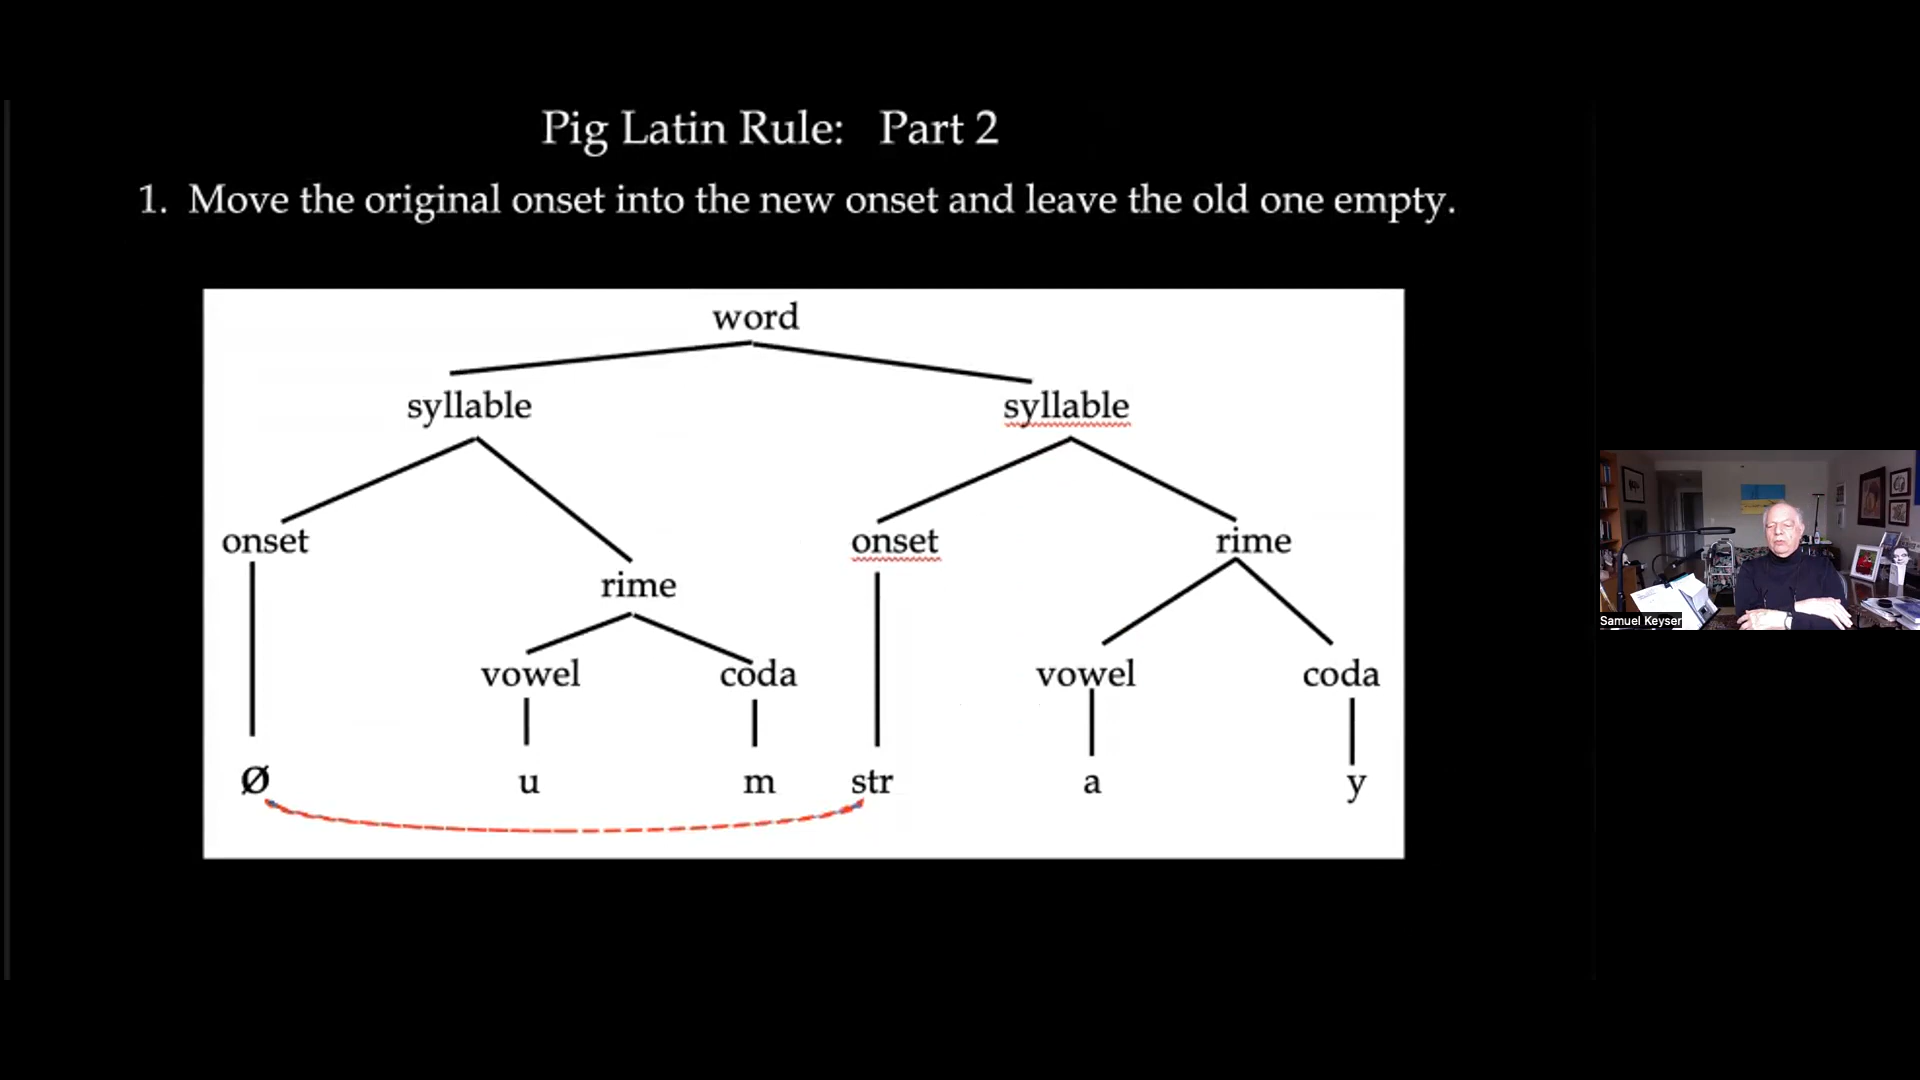 Pig Latin Rule: Part 2
1. Move the original onset into the new onset and leave the old one empty.
word
syllable syllable
onset onset rime
rime
vowel coda vowel coda
Ø u m str a y
Samuel Keyser